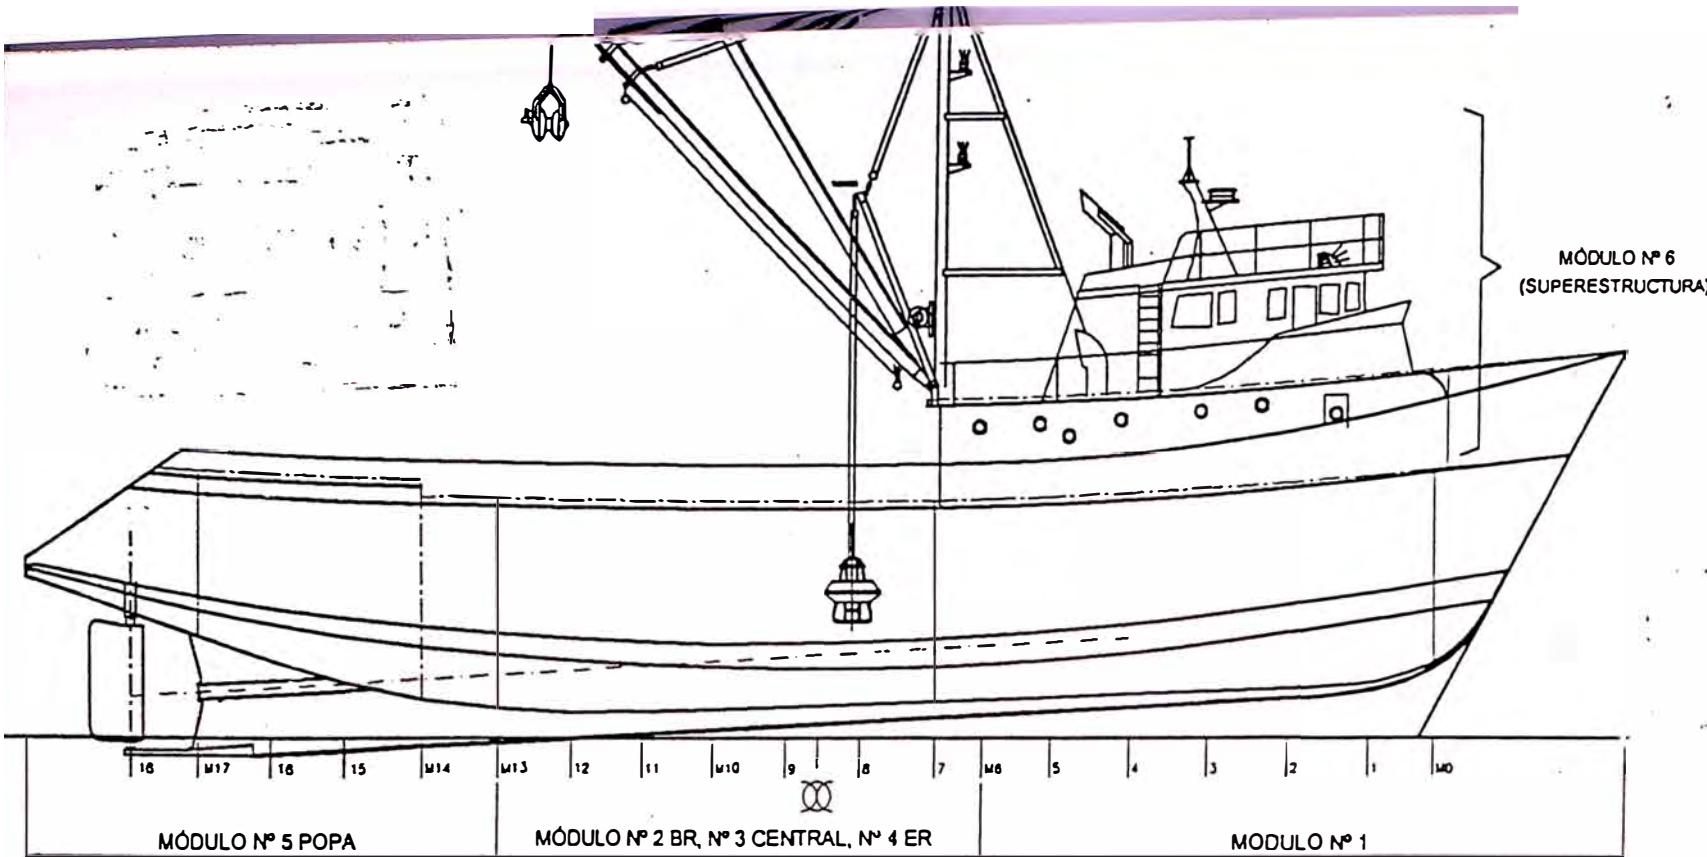 MÓDULO Nº 6
(SUPERESTRUCTURA)
18 M17 16 15 M14 M13 12 11 M10 9 8 7 M6 5 4 3 2 1 M0
MÓDULO Nº 5 POPA
MÓDULO Nº 2 BR, Nº 3 CENTRAL, Nº 4 ER
MODULO Nº 1